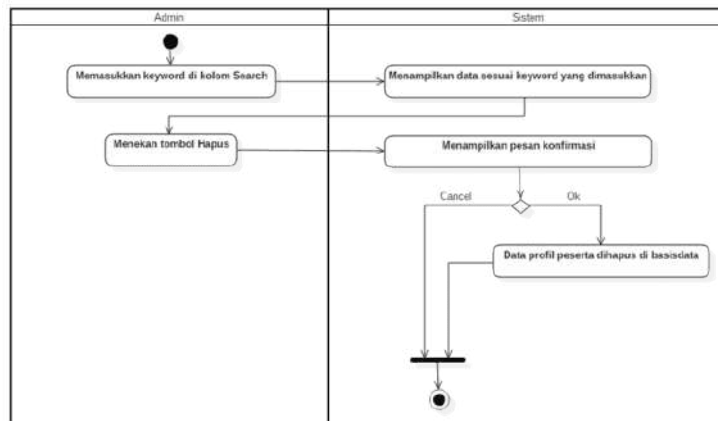 Admin
Sistem
Memasukkan keyword di kolom Search
Menampilkan data sesuai keyword yang dimasukkan
Menekan tombol Hapus
Menampilkan pesan konfirmasi
Cancel
Ok
Data profil peserta dihapus di basisdata